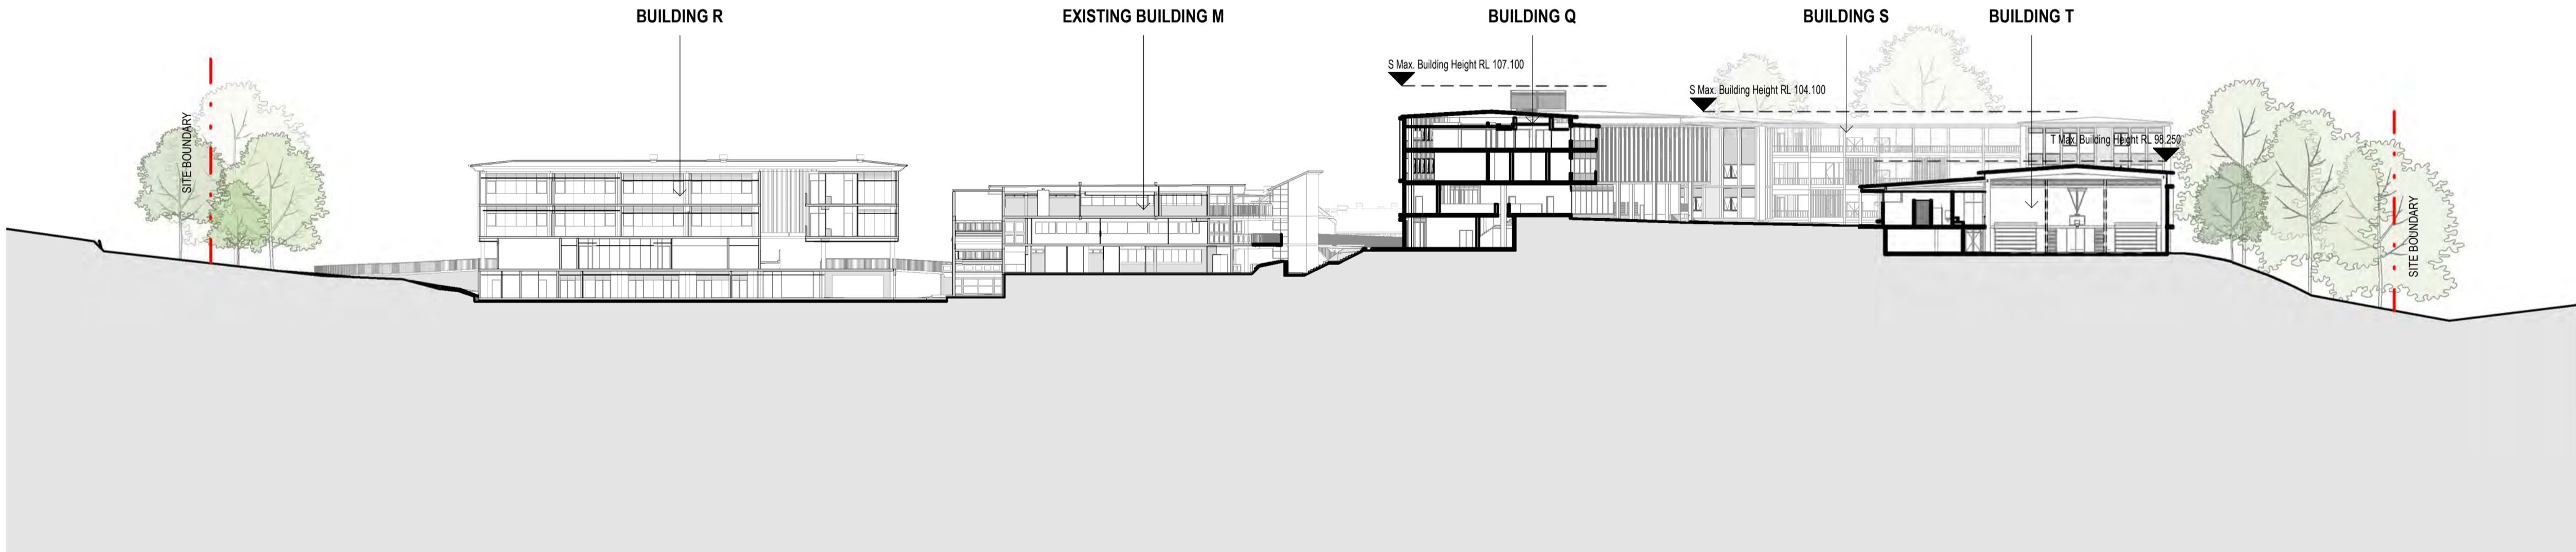 BUILDING R
EXISTING BUILDING M
BUILDING Q
BUILDING S
BUILDING T
S Max. Building Height RL 107.100
S Max. Building Height RL 104.100
T Max. Building Height RL 98.250
SITE BOUNDARY
SITE BOUNDARY